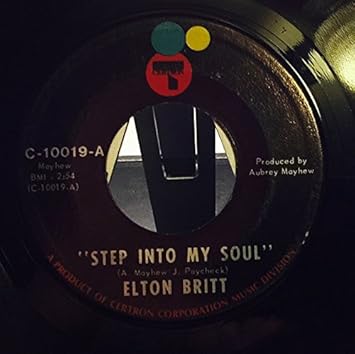 C-10019-A
Mayhew
BMI - 2:54
(C-10019-A)
Produced by
Aubrey Mayhew
"STEP INTO MY SOUL"
(A. Mayhew-J. Paycheck)
ELTON BRITT
A PRODUCT OF CERTRON CORPORATION MUSIC DIVISION